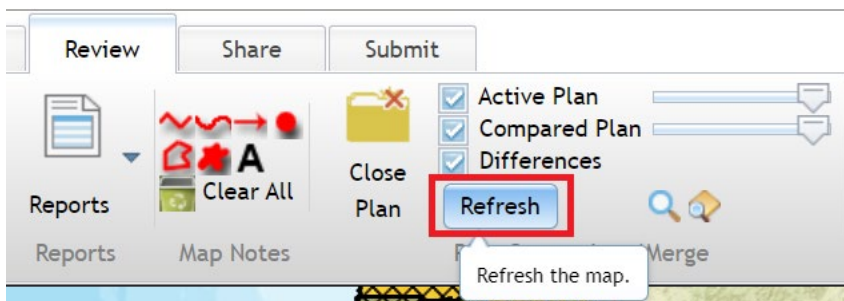 Review Share Submit
Active Plan
Compared Plan
Differences
A
Clear All
Close
Plan
Reports
Refresh
Reports Map Notes Merge
Refresh the map.